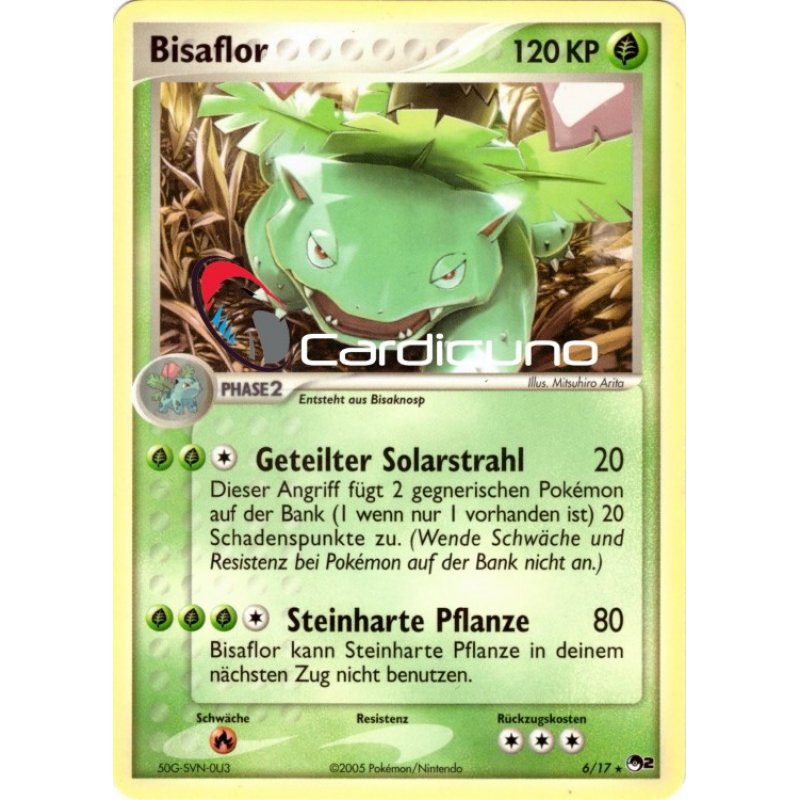 Bisaflor
120 KP
Cardicuno
Illus. Mitsuhiro Arita
PHASE 2
Entsteht aus Bisaknosp
Geteilter Solarstrahl 20
Dieser Angriff fügt 2 gegnerischen Pokémon
auf der Bank (1 wenn nur 1 vorhanden ist) 20
Schadenspunkte zu. (Wende Schwäche und
Resistenz bei Pokémon auf der Bank nicht an.)
Steinharte Pflanze 80
Bisaflor kann Steinharte Pflanze in deinem
nächsten Zug nicht benutzen.
Schwäche Resistenz Rückzugskosten
50G-SVN-0U3 ©2005 Pokémon/Nintendo 6/17 ★ 2